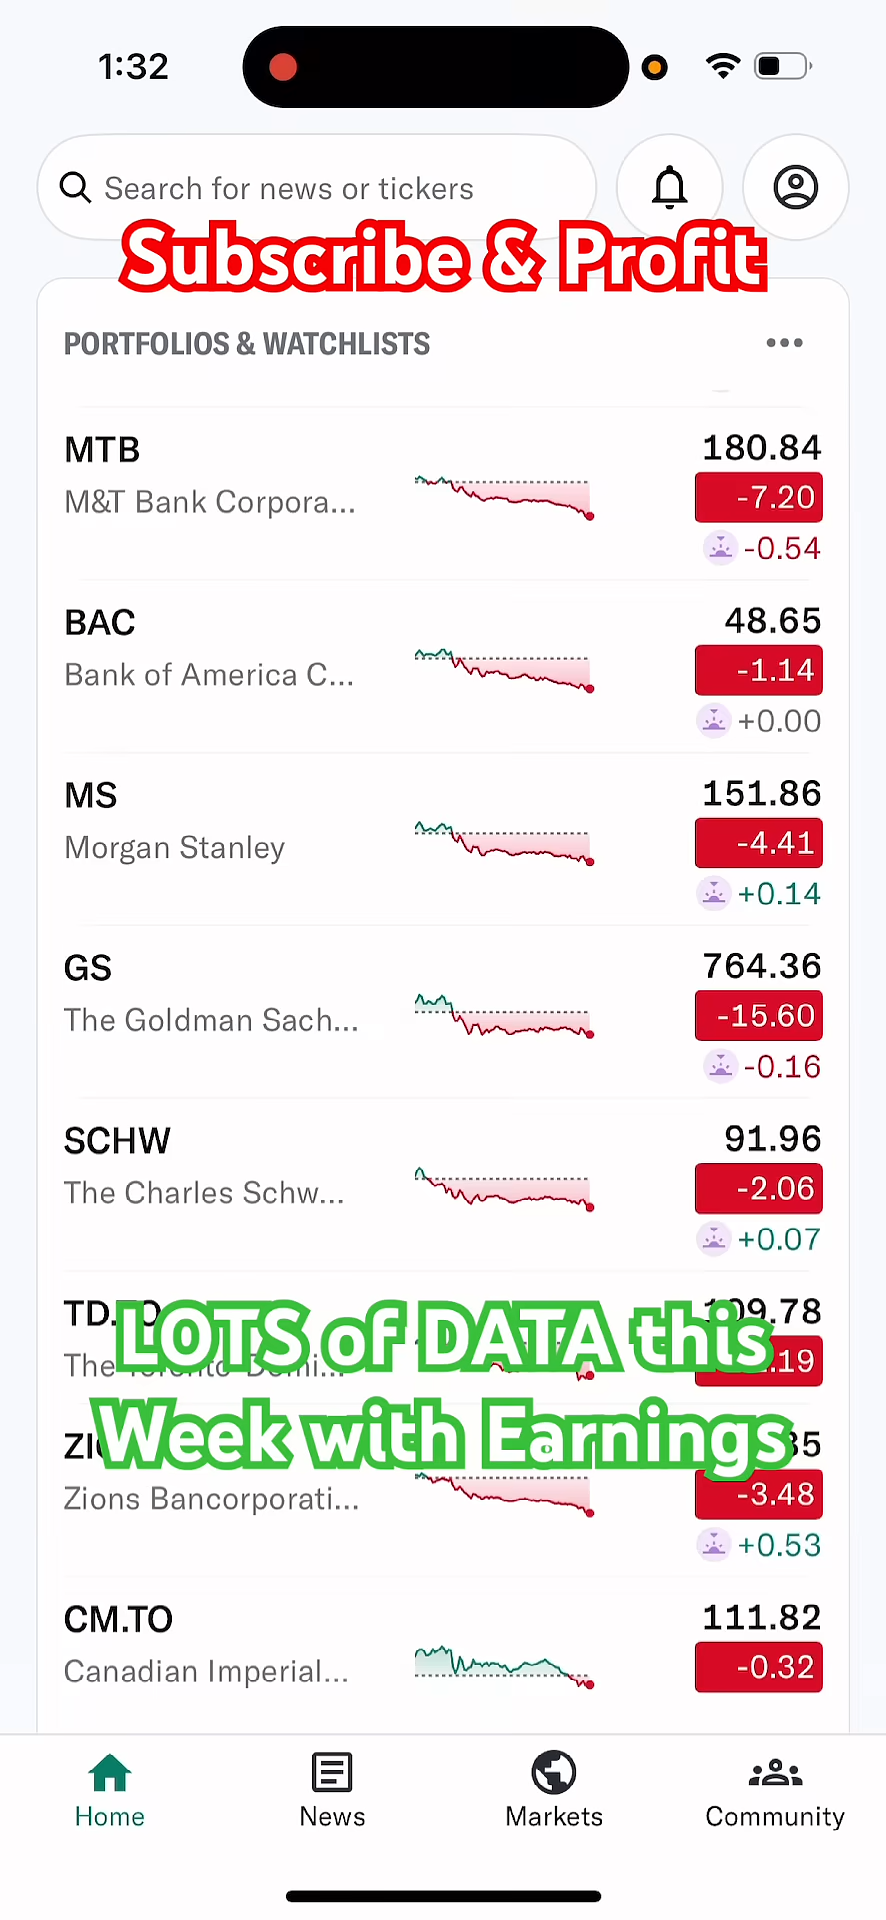 1:32
Search for news or tickers
Subscribe & Profit
PORTFOLIOS & WATCHLISTS
MTB
180.84
M&T Bank Corpora...
-7.20
-0.54
BAC
48.65
Bank of America C...
-1.14
+0.00
MS
151.86
Morgan Stanley
-4.41
+0.14
GS
764.36
The Goldman Sach...
-15.60
-0.16
SCHW
91.96
The Charles Schw...
-2.06
+0.07
LOTS of DATA this
Week with Earnings
Zions Bancorporati...
-3.48
+0.53
CM.TO
111.82
Canadian Imperial...
-0.32
Home
News
Markets
Community